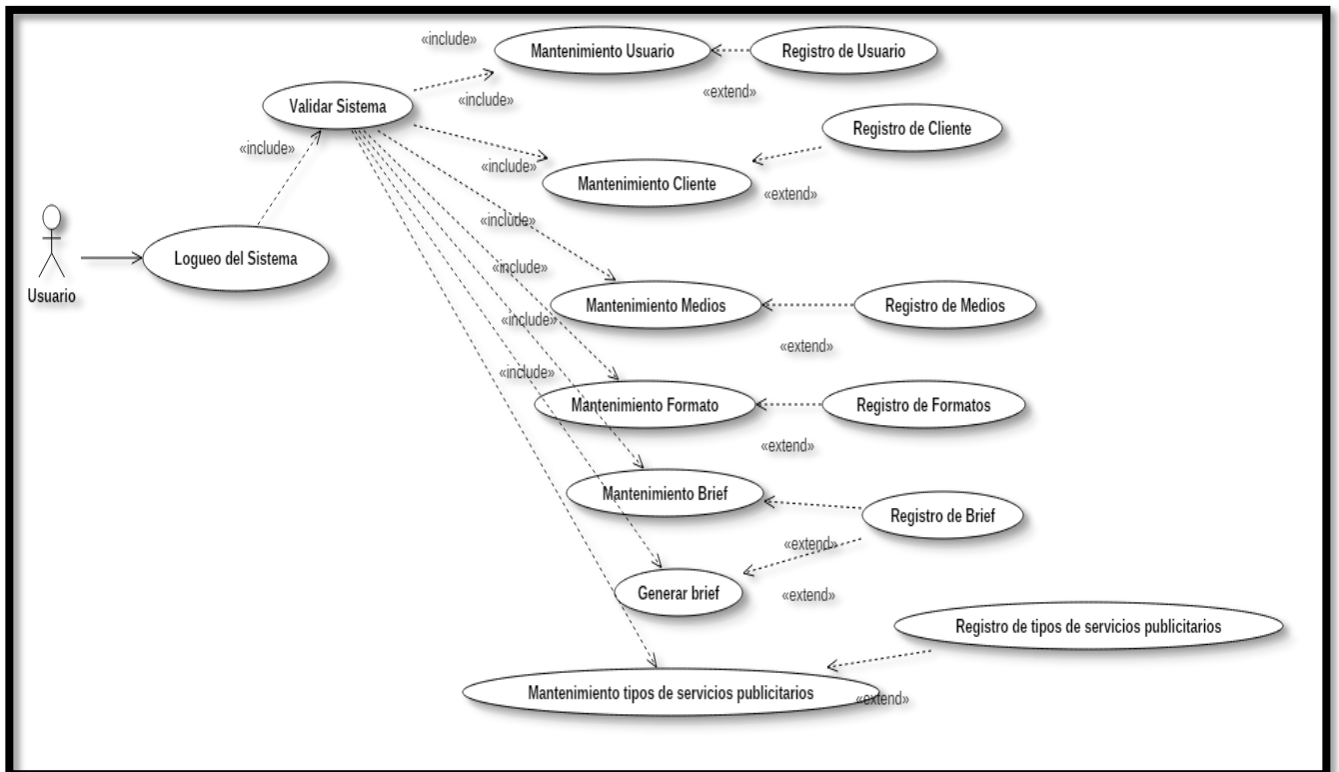 «include»
Mantenimiento Usuario
Registro de Usuario
«extend»
Validar Sistema
«include»
Registro de Cliente
«include»
«include»
Mantenimiento Cliente
«extend»
«include»
Logueo del Sistema
«include»
Usuario
Mantenimiento Medios
Registro de Medios
«include»
«extend»
«include»
Mantenimiento Formato
Registro de Formatos
«extend»
Mantenimiento Brief
Registro de Brief
«extend»
Generar brief
«extend»
Registro de tipos de servicios publicitarios
Mantenimiento tipos de servicios publicitarios
«extend»